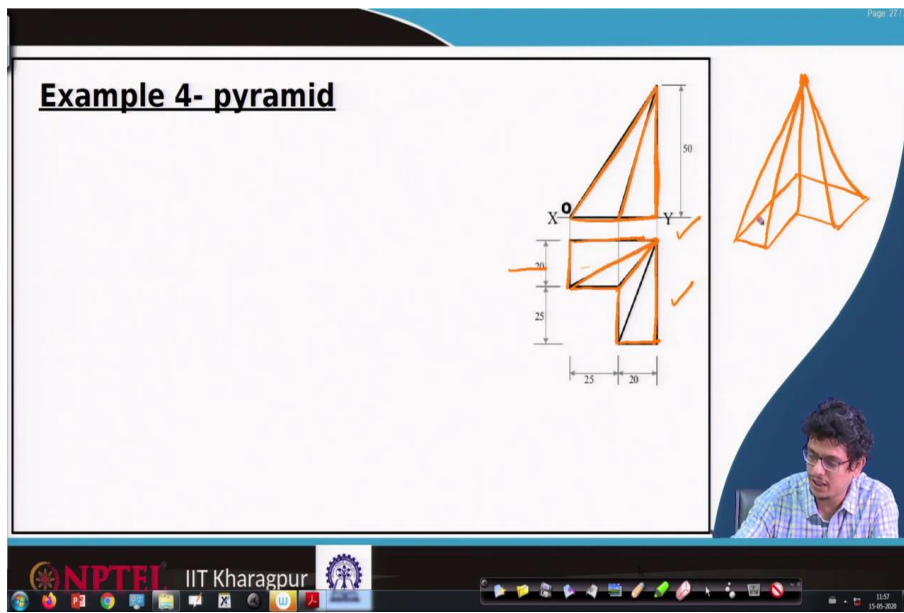 Page: 27 /
Example 4- pyramid
50
O
X
Y
20
25
25
20
NPTEL
IIT Kharagpur
11:57
15-05-2020